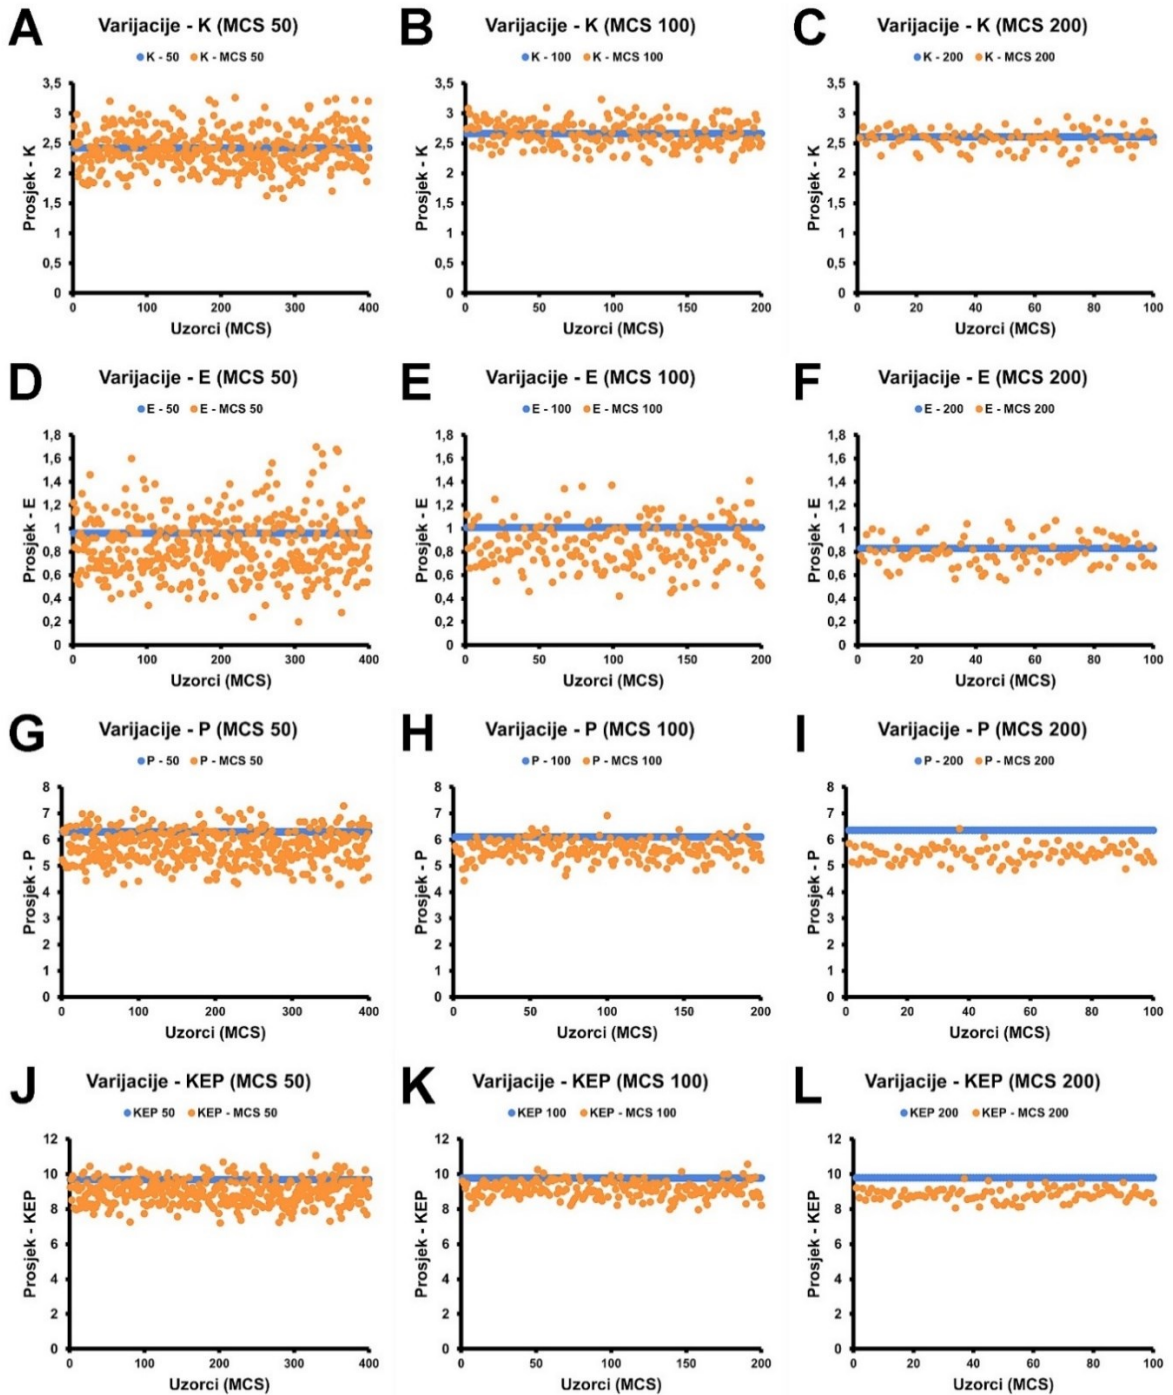 A Varijacije - K (MCS 50)
K - 50 K - MCS 50
3,5
3
2,5
2
1,5
1
0,5
0
Prosjek - K
0 100 200 300 400
Uzorci (MCS)
B Varijacije - K (MCS 100)
K - 100 K - MCS 100
3,5
3
2,5
2
1,5
1
0,5
0
Prosjek - K
0 50 100 150 200
Uzorci (MCS)
C Varijacije - K (MCS 200)
K - 200 K - MCS 200
3,5
3
2,5
2
1,5
1
0,5
0
Prosjek - K
0 20 40 60 80 100
Uzorci (MCS)
D Varijacije - E (MCS 50)
E - 50 E - MCS 50
1,8
1,6
1,4
1,2
1
0,8
0,6
0,4
0,2
0
Prosjek - E
0 100 200 300 400
Uzorci (MCS)
E Varijacije - E (MCS 100)
E - 100 E - MCS 100
1,8
1,6
1,4
1,2
1
0,8
0,6
0,4
0,2
0
Prosjek - E
0 50 100 150 200
Uzorci (MCS)
F Varijacije - E (MCS 200)
E - 200 E - MCS 200
1,8
1,6
1,4
1,2
1
0,8
0,6
0,4
0,2
0
Prosjek - E
0 20 40 60 80 100
Uzorci (MCS)
G Varijacije - P (MCS 50)
P - 50 P - MCS 50
8
7
6
5
4
3
2
1
0
Prosjek - P
0 100 200 300 400
Uzorci (MCS)
H Varijacije - P (MCS 100)
P - 100 P - MCS 100
8
7
6
5
4
3
2
1
0
Prosjek - P
0 50 100 150 200
Uzorci (MCS)
I Varijacije - P (MCS 200)
P - 200 P - MCS 200
8
7
6
5
4
3
2
1
0
Prosjek - P
0 20 40 60 80 100
Uzorci (MCS)
J Varijacije - KEP (MCS 50)
KEP 50 KEP - MCS 50
12
10
8
6
4
2
0
Prosjek - KEP
0 100 200 300 400
Uzorci (MCS)
K Varijacije - KEP (MCS 100)
KEP 100 KEP - MCS 100
12
10
8
6
4
2
0
Prosjek - KEP
0 50 100 150 200
Uzorci (MCS)
L Varijacije - KEP (MCS 200)
KEP 200 KEP - MCS 200
12
10
8
6
4
2
0
Prosjek - KEP
0 20 40 60 80 100
Uzorci (MCS)